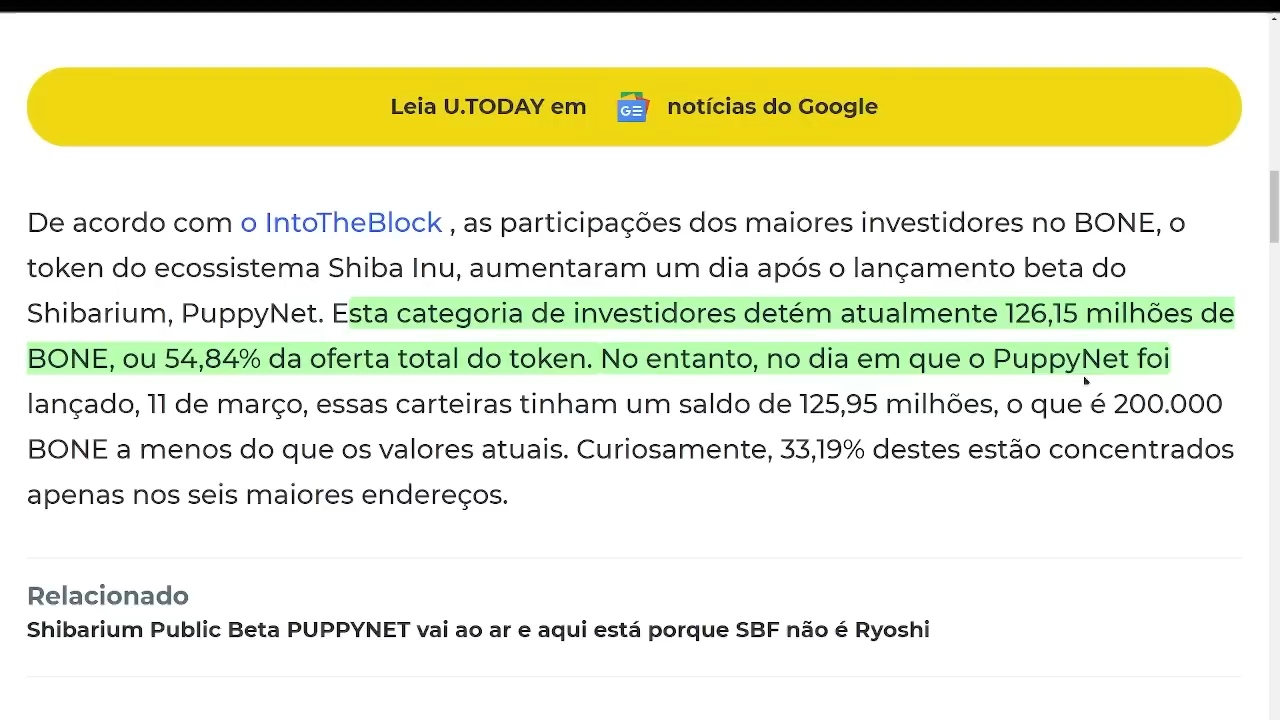 Leia U.TODAY em GE notícias do Google
De acordo com o IntoTheBlock , as participações dos maiores investidores no BONE, o
token do ecossistema Shiba Inu, aumentaram um dia após o lançamento beta do
Shibarium, PuppyNet. Esta categoria de investidores detém atualmente 126,15 milhões de
BONE, ou 54,84% da oferta total do token. No entanto, no dia em que o PuppyNet foi
lançado, 11 de março, essas carteiras tinham um saldo de 125,95 milhões, o que é 200.000
BONE a menos do que os valores atuais. Curiosamente, 33,19% destes estão concentrados
apenas nos seis maiores endereços.
Relacionado
Shibarium Public Beta PUPPYNET vai ao ar e aqui está porque SBF não é Ryoshi